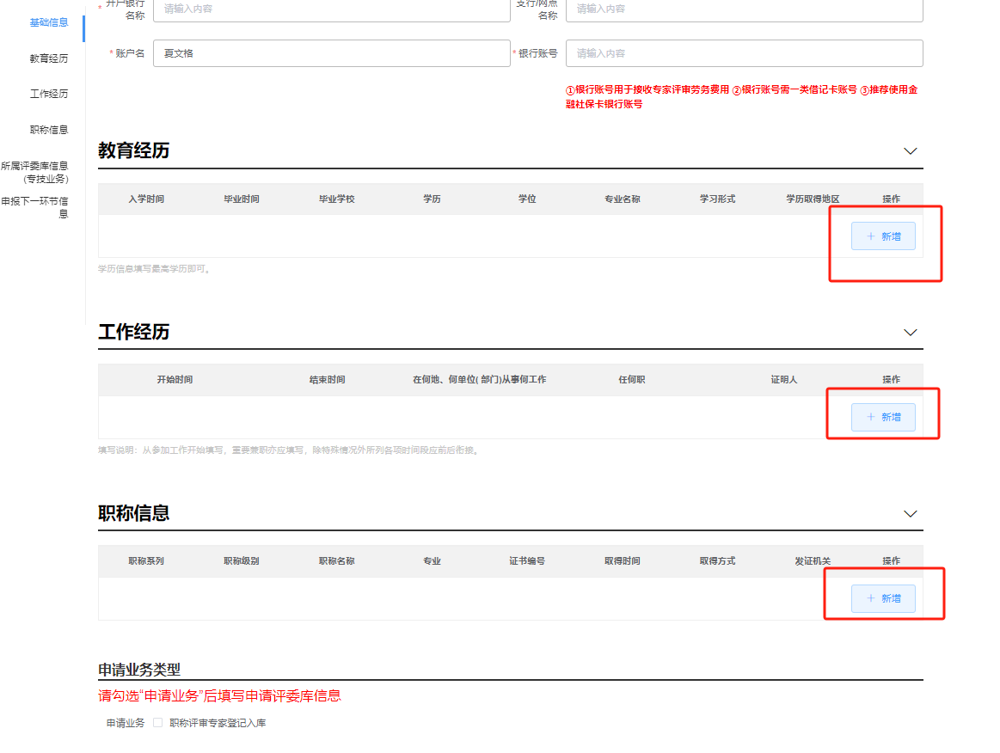 基础信息
教育经历
工作经历
职称信息
所属评委库信息
(专技业务)
申报下一环节信
息
* 开户银行
名称
请输入内容
支行/网点
名称
请输入内容
* 账户名
夏文格
* 银行账号
请输入内容
①银行账号用于接收专家评审劳务费用 ②银行账号需一类借记卡账号 ③推荐使用金
融社保卡银行账号
教育经历
入学时间 毕业时间 毕业学校 学历 学位 专业名称 学习形式 学历取得地区 操作
+ 新增
学历信息填写最高学历即可。
工作经历
开始时间 结束时间 在何地、何单位( 部门)从事何工作 任何职 证明人 操作
+ 新增
填写说明：从参加工作开始填写，重要兼职亦应填写，除特殊情况外所列各项时间段应前后衔接。
职称信息
职称系列 职称级别 职称名称 专业 证书编号 取得时间 取得方式 发证机关 操作
+ 新增
申请业务类型
请勾选“申请业务”后填写申请评委库信息
申请业务 职称评审专家登记入库